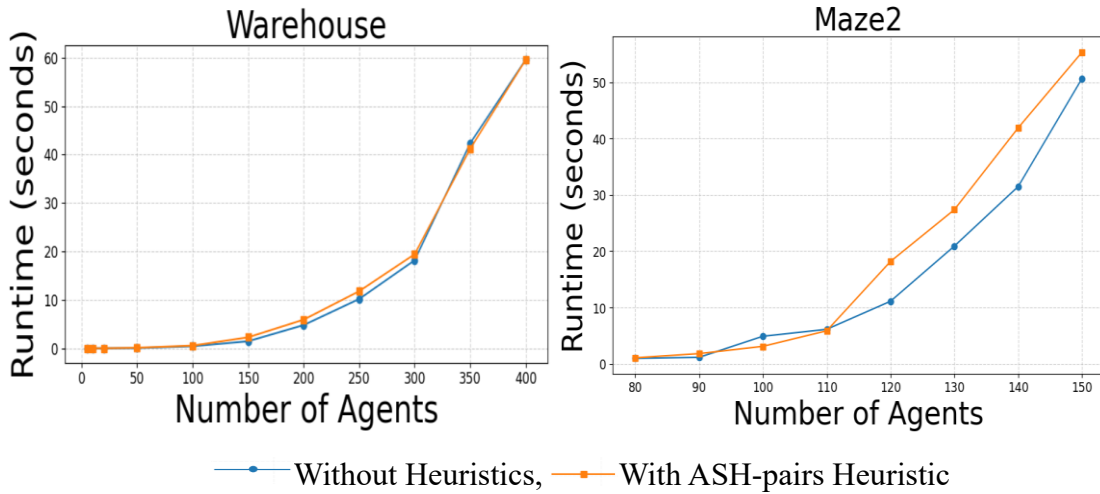 Warehouse
Runtime (seconds)
60
50
40
30
20
10
0
0 50 100 150 200 250 300 350 400
Number of Agents
Maze2
Runtime (seconds)
50
40
30
20
10
0
80 90 100 110 120 130 140 150
Number of Agents
Without Heuristics, With ASH-pairs Heuristic